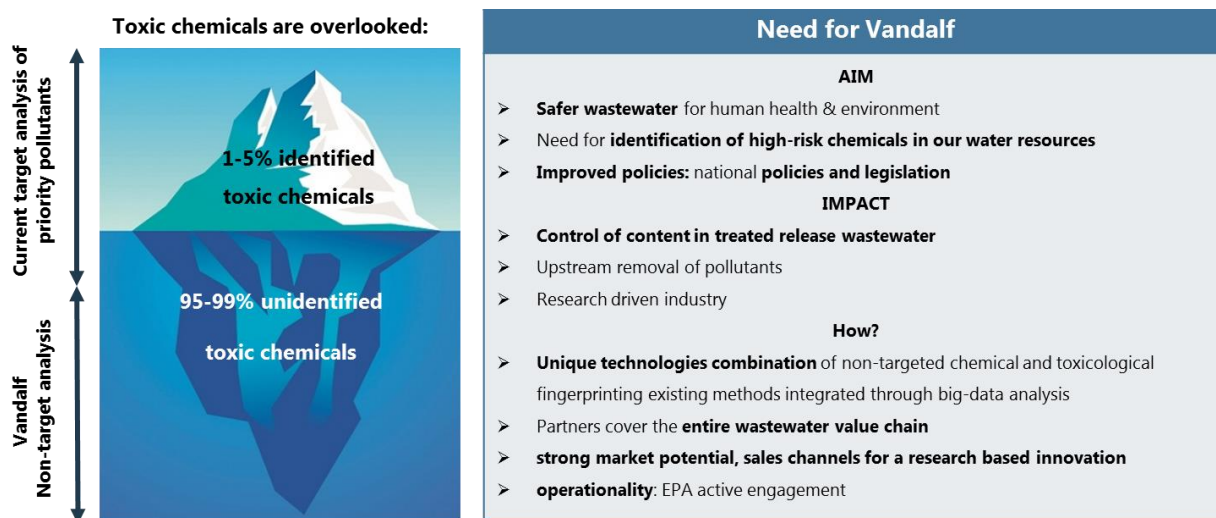 Toxic chemicals are overlooked:
Current target analysis of
priority pollutants
1-5% identified
toxic chemicals
95-99% unidentified
toxic chemicals
Vandalf
Non-target analysis
Need for Vandalf
AIM
➢ Safer wastewater for human health & environment
➢ Need for identification of high-risk chemicals in our water resources
➢ Improved policies: national policies and legislation
IMPACT
➢ Control of content in treated release wastewater
➢ Upstream removal of pollutants
➢ Research driven industry
How?
➢ Unique technologies combination of non-targeted chemical and toxicological
fingerprinting existing methods integrated through big-data analysis
➢ Partners cover the entire wastewater value chain
➢ strong market potential, sales channels for a research based innovation
➢ operationality: EPA active engagement